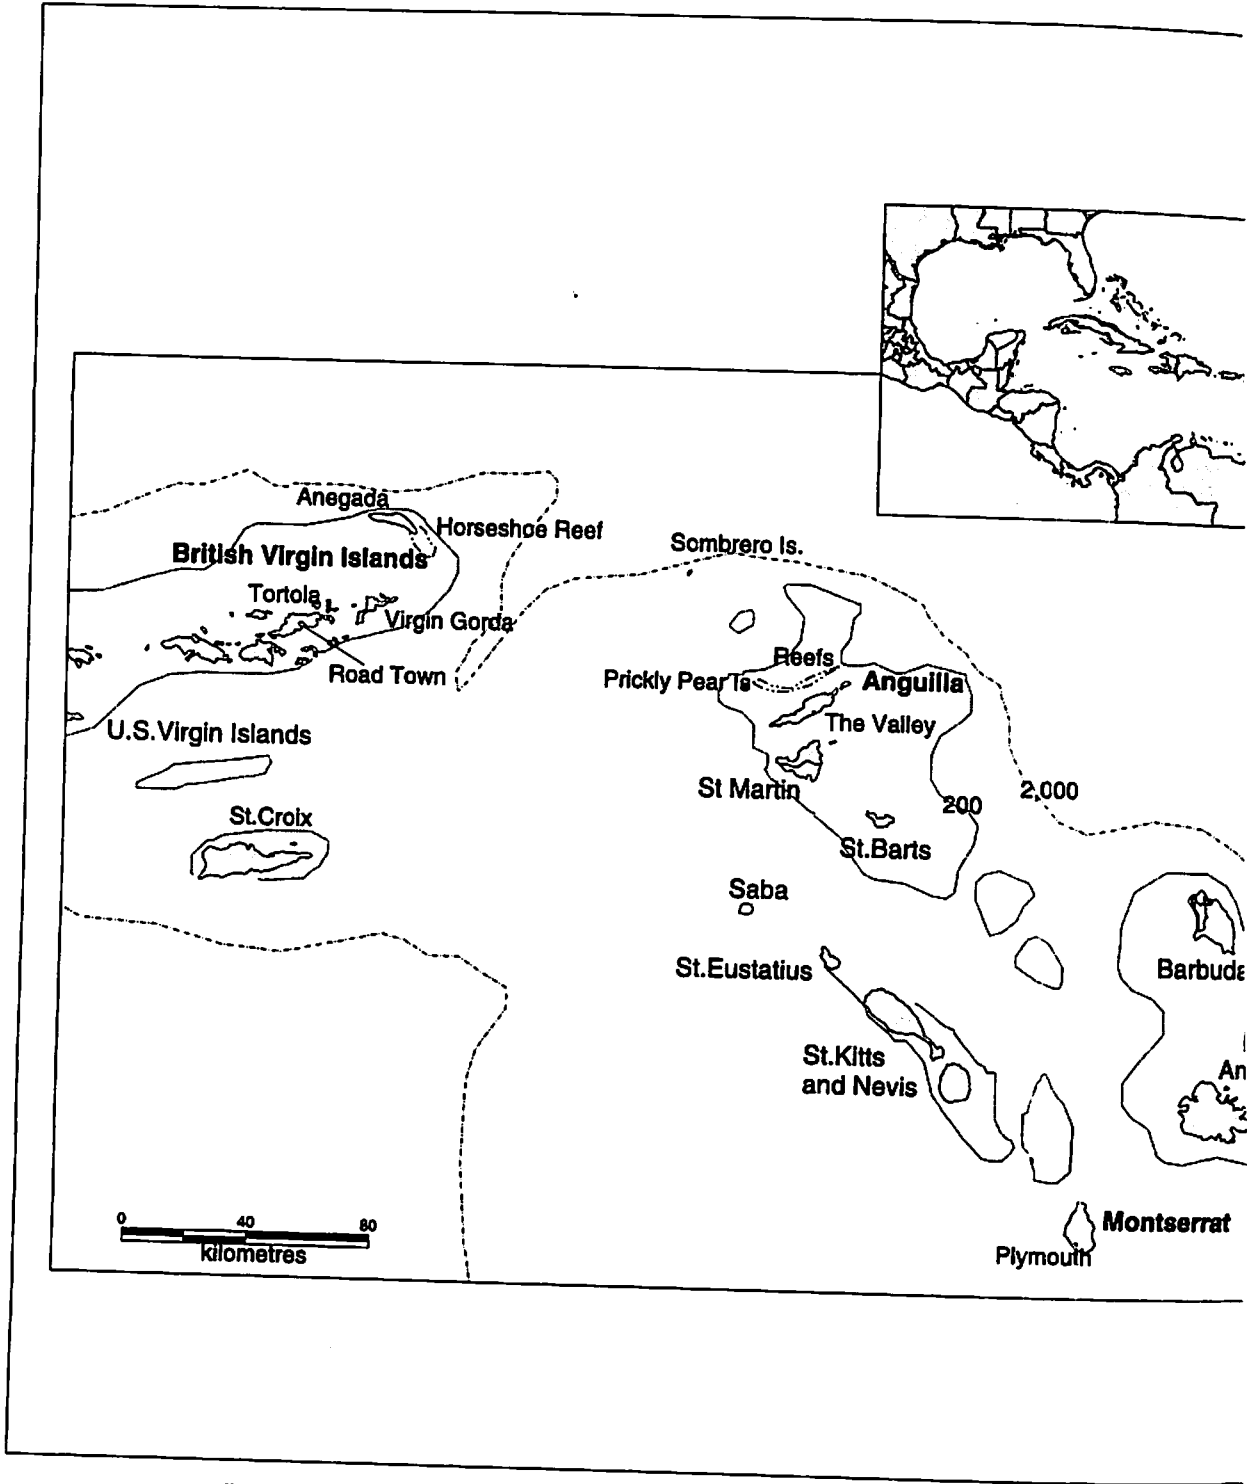 Anegada
Horseshoe Reef
British Virgin Islands
Sombrero Is.
Tortola
Virgin Gorda
Road Town
Reefs
Prickly Pear Is
Anguilla
The Valley
U.S.Virgin Islands
St Martin
200
2,000
St.Croix
St.Barts
Saba
St.Eustatius
Barbuda
St.Kitts
and Nevis
An
0 40 80
kilometres
Montserrat
Plymouth